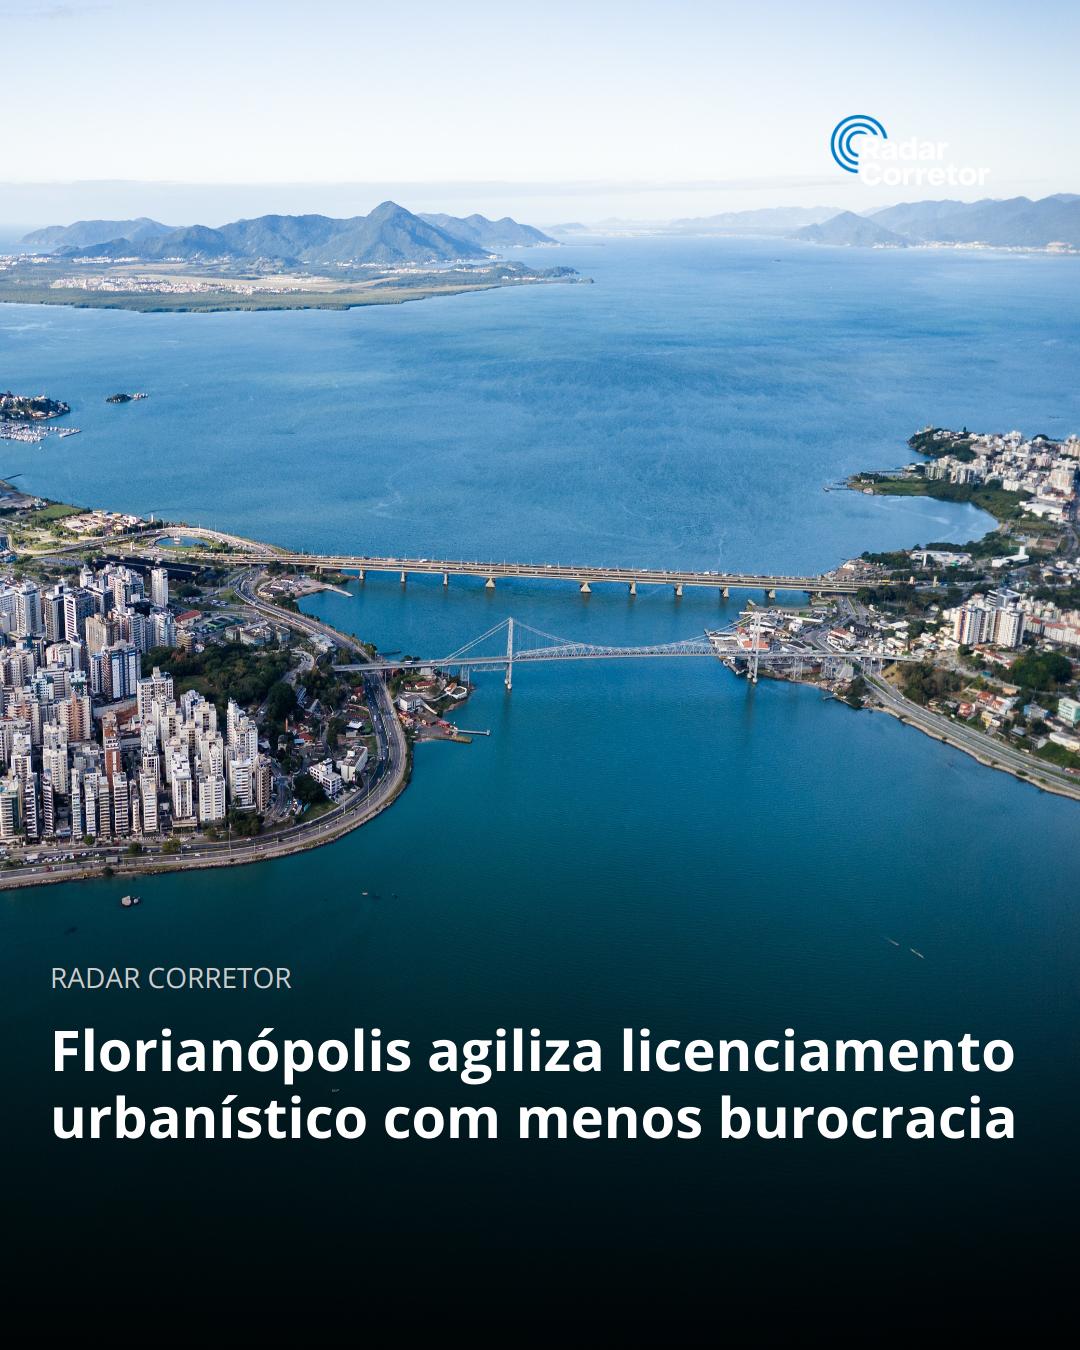 Radar
Corretor
RADAR CORRETOR
Florianópolis agiliza licenciamento
urbanístico com menos burocracia